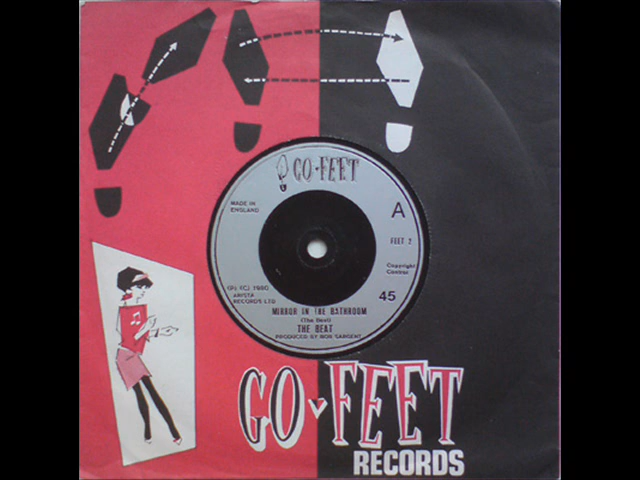 GO-FEET
MADE IN
ENGLAND
A
FEET 2
Copyright
Control
℗ © 1980
ARISTA
RECORDS LTD
45
MIRROR IN THE BATHROOM
(The Beat)
THE BEAT
PRODUCED BY BOB SARGENT
GO FEET
RECORDS